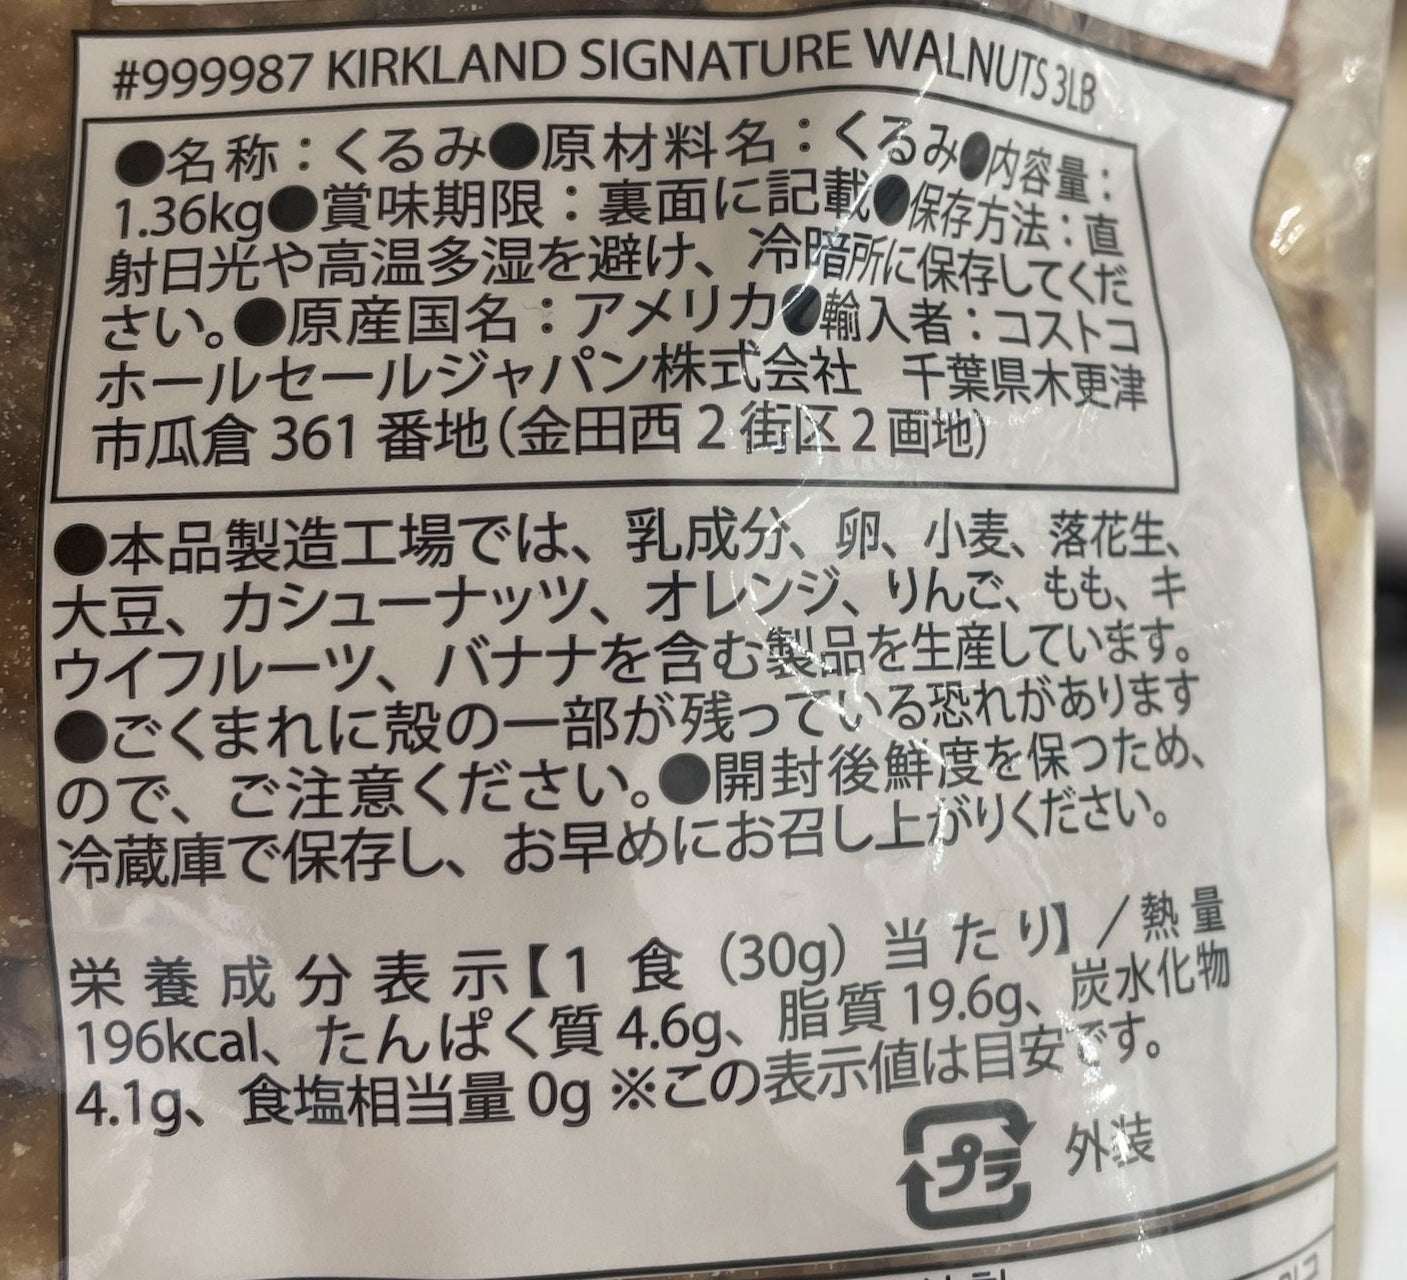 #999987 KIRKLAND SIGNATURE WALNUTS 3LB
●名称：くるみ●原材料名：くるみ●内容量：
1.36kg●賞味期限：裏面に記載●保存方法：直
射日光や高温多湿を避け、冷暗所に保存してくだ
さい。●原産国名：アメリカ●輸入者：コストコ
ホールセールジャパン株式会社　千葉県木更津
市瓜倉 361 番地（金田西 2 街区 2 画地）
●本品製造工場では、乳成分、卵、小麦、落花生、
大豆、カシューナッツ、オレンジ、りんご、もも、キ
ウイフルーツ、バナナを含む製品を生産しています。
●ごくまれに殻の一部が残っている恐れがあります
ので、ご注意ください。●開封後鮮度を保つため、
冷蔵庫で保存し、お早めにお召し上がりください。
栄養成分表示【1 食（30g）当たり】／熱量
196kcal、たんぱく質 4.6g、脂質 19.6g、炭水化物
4.1g、食塩相当量 0g ※この表示値は目安です。
プラ 外装